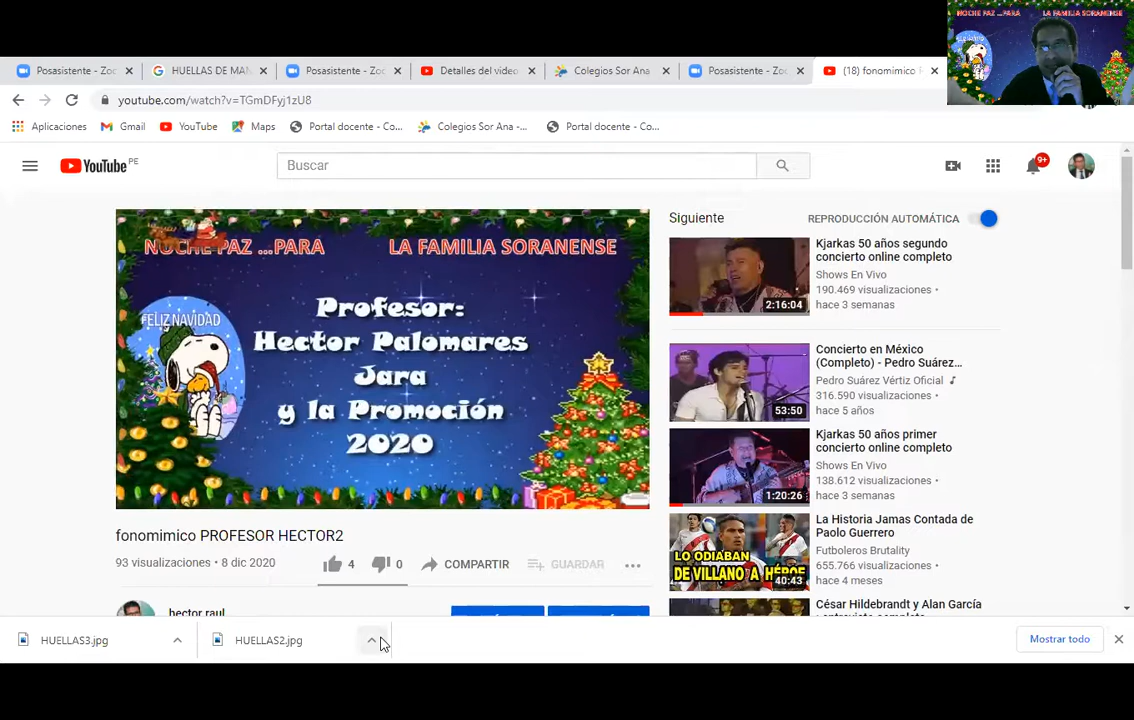 NOCHE PAZ ...PARA LA FAMILIA SORANENSE
Posasistente - Zoo
HUELLAS DE MAN
Posasistente - Zoo
Detalles del video
Colegios Sor Ana
Posasistente - Zoo
(18) fonomimico
youtube.com/watch?v=TGmDFyj1zU8
Aplicaciones
Gmail
YouTube
Maps
Portal docente - Co...
Colegios Sor Ana -...
Portal docente - Co...
YouTube PE
Buscar
9+
NOCHE PAZ ...PARA LA FAMILIA SORANENSE
FELIZ NAVIDAD
Profesor:
Hector Palomares
Jara
y la Promoción
2020
fonomimico PROFESOR HECTOR2
93 visualizaciones • 8 dic 2020
4
0
COMPARTIR
GUARDAR
hector raul
Siguiente
REPRODUCCIÓN AUTOMÁTICA
2:16:04
Kjarkas 50 años segundo
concierto online completo
Shows En Vivo
190.469 visualizaciones •
hace 3 semanas
53:50
Concierto en México
(Completo) - Pedro Suárez...
Pedro Suárez Vértiz Oficial
316.590 visualizaciones •
hace 5 años
1:20:26
Kjarkas 50 años primer
concierto online completo
Shows En Vivo
138.612 visualizaciones •
hace 3 semanas
LO ODIABAN
DE VILLANO A HÉROE
40:43
La Historia Jamas Contada de
Paolo Guerrero
Futboleros Brutality
655.766 visualizaciones •
hace 4 meses
César Hildebrandt y Alan García
HUELLAS3.jpg
HUELLAS2.jpg
Mostrar todo